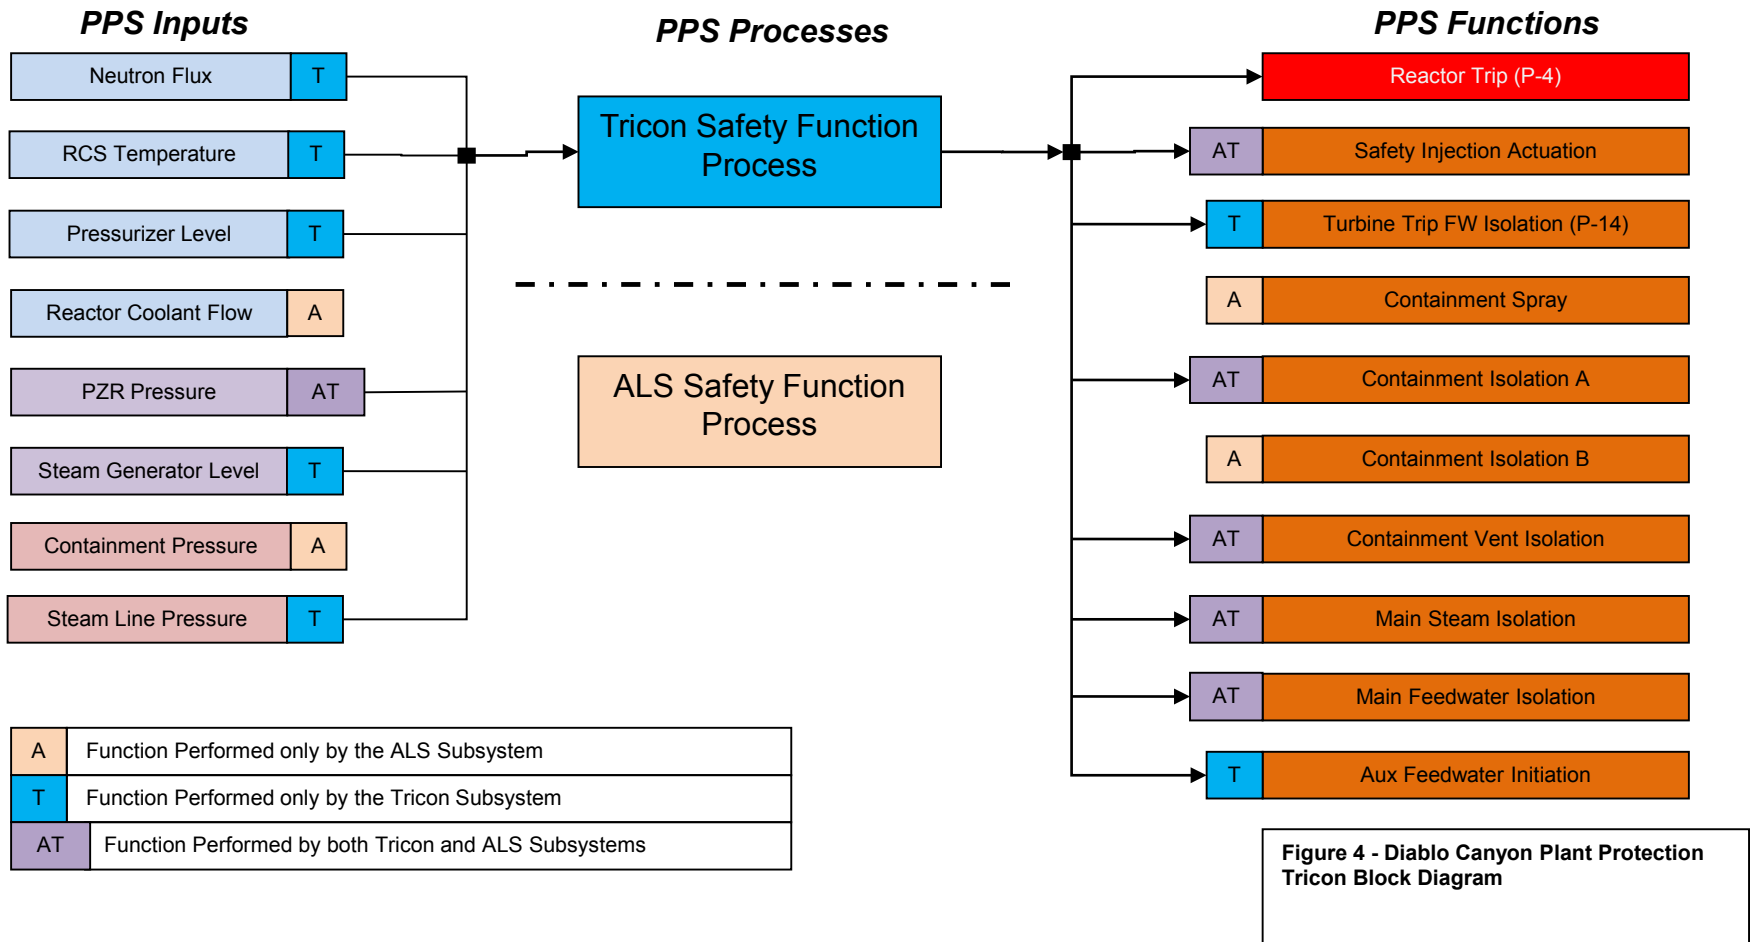 PPS Inputs
PPS Processes
PPS Functions
Neutron Flux T
RCS Temperature T
Pressurizer Level T
Reactor Coolant Flow A
PZR Pressure AT
Steam Generator Level T
Containment Pressure A
Steam Line Pressure T
Tricon Safety Function
Process
ALS Safety Function
Process
Reactor Trip (P-4)
AT Safety Injection Actuation
T Turbine Trip FW Isolation (P-14)
A Containment Spray
AT Containment Isolation A
A Containment Isolation B
AT Containment Vent Isolation
AT Main Steam Isolation
AT Main Feedwater Isolation
T Aux Feedwater Initiation
A Function Performed only by the ALS Subsystem
T Function Performed only by the Tricon Subsystem
AT Function Performed by both Tricon and ALS Subsystems
Figure 4 - Diablo Canyon Plant Protection
Tricon Block Diagram